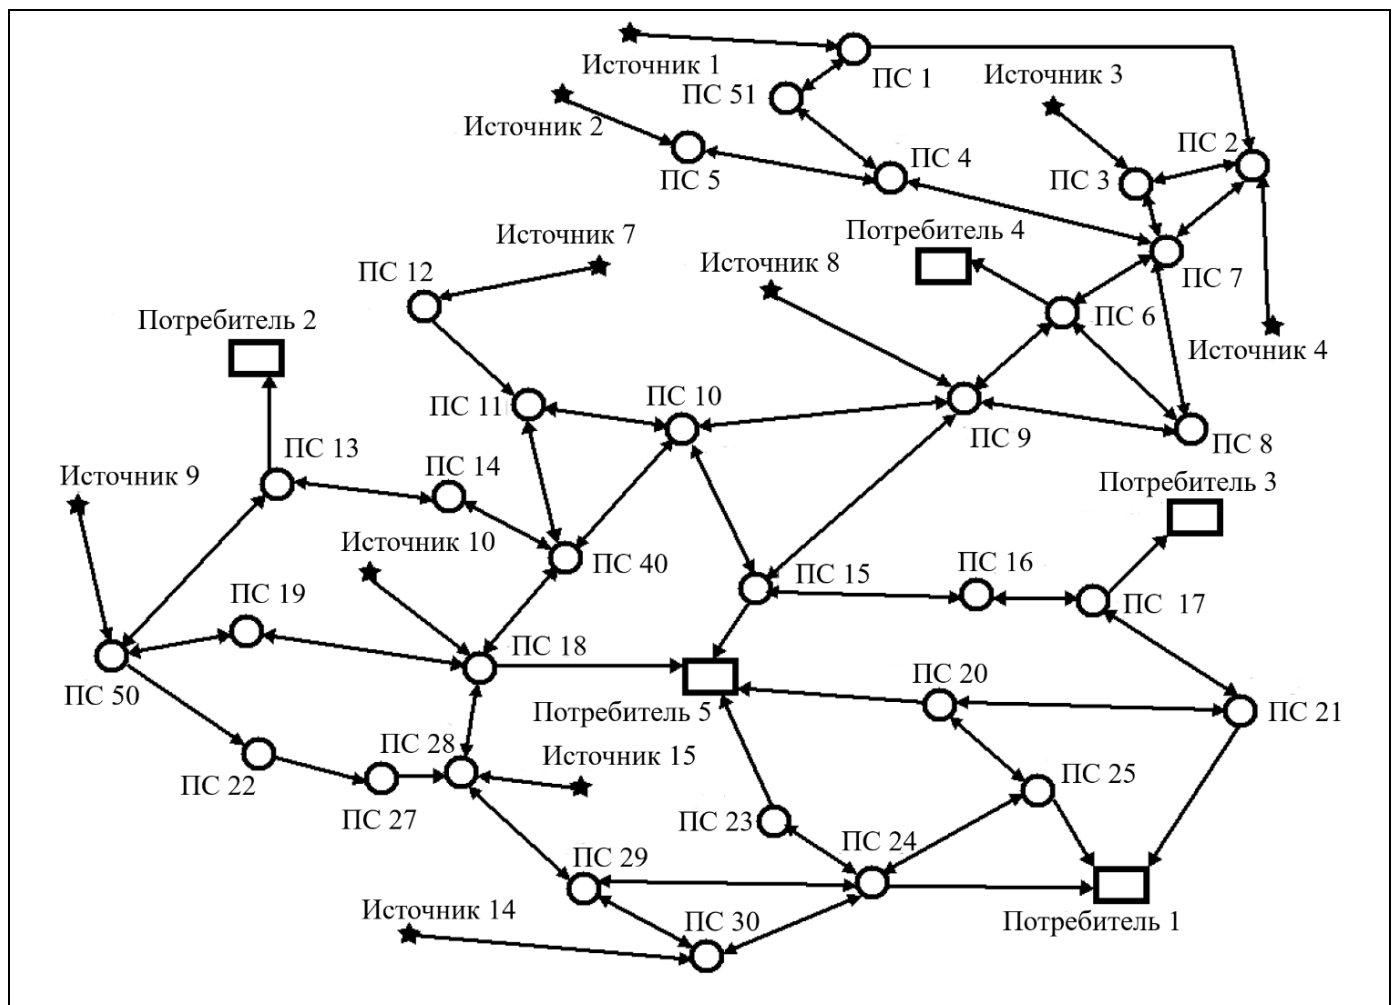 Источник 1
ПС 1
Источник 3
ПС 51
Источник 2
ПС 2
ПС 4
ПС 5
ПС 3
Потребитель 4
Источник 7
Источник 8
ПС 12
ПС 7
Потребитель 2
ПС 6
Источник 4
ПС 10
ПС 11
ПС 9
ПС 8
ПС 13
ПС 14
Источник 9
Потребитель 3
Источник 10
ПС 40
ПС 16
ПС 15
ПС 19
ПС 17
ПС 18
ПС 20
ПС 50
Потребитель 5
ПС 21
ПС 28
Источник 15
ПС 25
ПС 22
ПС 27
ПС 23
ПС 24
ПС 29
Источник 14
ПС 30
Потребитель 1